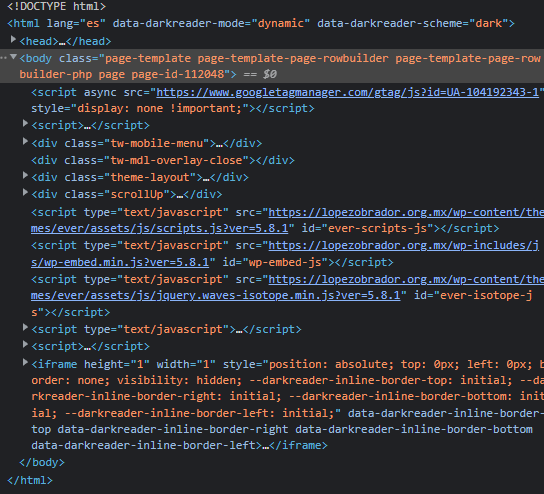 <!DOCTYPE html>
<html lang="es" data-darkreader-mode="dynamic" data-darkreader-scheme="dark">
<head>…</head>
<body class="page-template page-template-page-rowbuilder page-template-page-row
builder-php page page-id-112048"> == $0
<script async src="https://www.googletagmanager.com/gtag/js?id=UA-104192343-1"
style="display: none !important;"></script>
<script>…</script>
<div class="tw-mobile-menu">…</div>
<div class="tw-mdl-overlay-close"></div>
<div class="theme-layout">…</div>
<div class="scrollUp">…</div>
<script type="text/javascript" src="https://lopezobrador.org.mx/wp-content/the
mes/ever/assets/js/scripts.js?ver=5.8.1" id="ever-scripts-js"></script>
<script type="text/javascript" src="https://lopezobrador.org.mx/wp-includes/j
s/wp-embed.min.js?ver=5.8.1" id="wp-embed-js"></script>
<script type="text/javascript" src="https://lopezobrador.org.mx/wp-content/the
mes/ever/assets/js/jquery.waves-isotope.min.js?ver=5.8.1" id="ever-isotope-j
s"></script>
<script type="text/javascript">…</script>
<script>…</script>
<iframe height="1" width="1" style="position: absolute; top: 0px; left: 0px; b
order: none; visibility: hidden; --darkreader-inline-border-top: initial; --da
rkreader-inline-border-right: initial; --darkreader-inline-border-bottom: init
ial; --darkreader-inline-border-left: initial;" data-darkreader-inline-border-
top data-darkreader-inline-border-right data-darkreader-inline-border-bottom
data-darkreader-inline-border-left>…</iframe>
</body>
</html>